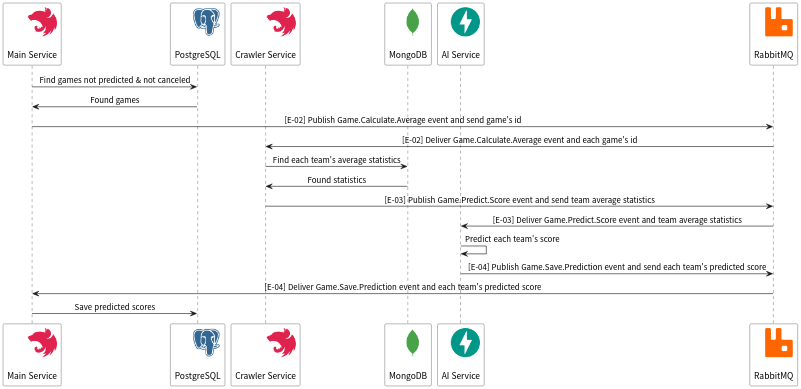 Main Service
PostgreSQL
Crawler Service
MongoDB
AI Service
RabbitMQ
Find games not predicted & not canceled
Found games
[E-02] Publish Game.Calculate.Average event and send game's id
[E-02] Deliver Game.Calculate.Average event and each game's id
Find each team's average statistics
Found statistics
[E-03] Publish Game.Predict.Score event and send team average statistics
[E-03] Deliver Game.Predict.Score event and team average statistics
Predict each team's score
[E-04] Publish Game.Save.Prediction event and send each team's predicted score
[E-04] Deliver Game.Save.Prediction event and each team's predicted score
Save predicted scores
Main Service
PostgreSQL
Crawler Service
MongoDB
AI Service
RabbitMQ